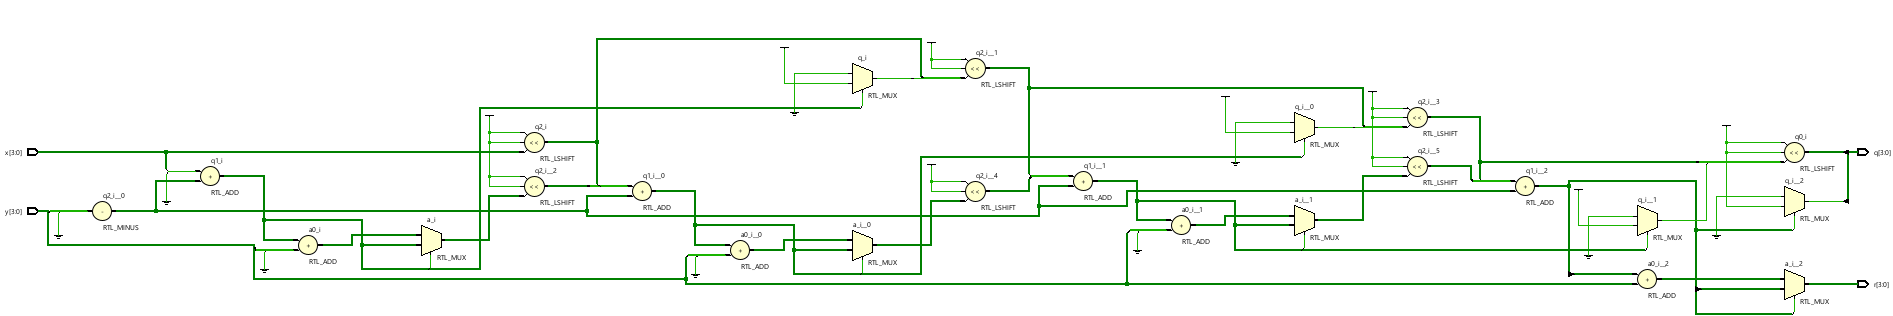 q2_i__1
<<
RTL_LSHIFT
q_i
RTL_MUX
q2_i__3
<<
RTL_LSHIFT
q_i__0
RTL_MUX
q2_i
<<
RTL_LSHIFT
q0_i
<<
RTL_LSHIFT
x[3:0]
q[3:0]
q1_i
+
RTL_ADD
q2_i__2
<<
RTL_LSHIFT
q1_i__0
+
RTL_ADD
q2_i__4
<<
RTL_LSHIFT
q1_i__1
+
RTL_ADD
q2_i__5
<<
RTL_LSHIFT
q1_i__2
+
RTL_ADD
q_i__2
RTL_MUX
y[3:0]
q2_i__0
-
RTL_MINUS
q_i__1
RTL_MUX
a0_i
+
RTL_ADD
a_i
RTL_MUX
a0_i__0
+
RTL_ADD
a_i__0
RTL_MUX
a0_i__1
+
RTL_ADD
a_i__1
RTL_MUX
a0_i__2
+
RTL_ADD
a_i__2
RTL_MUX
r[3:0]